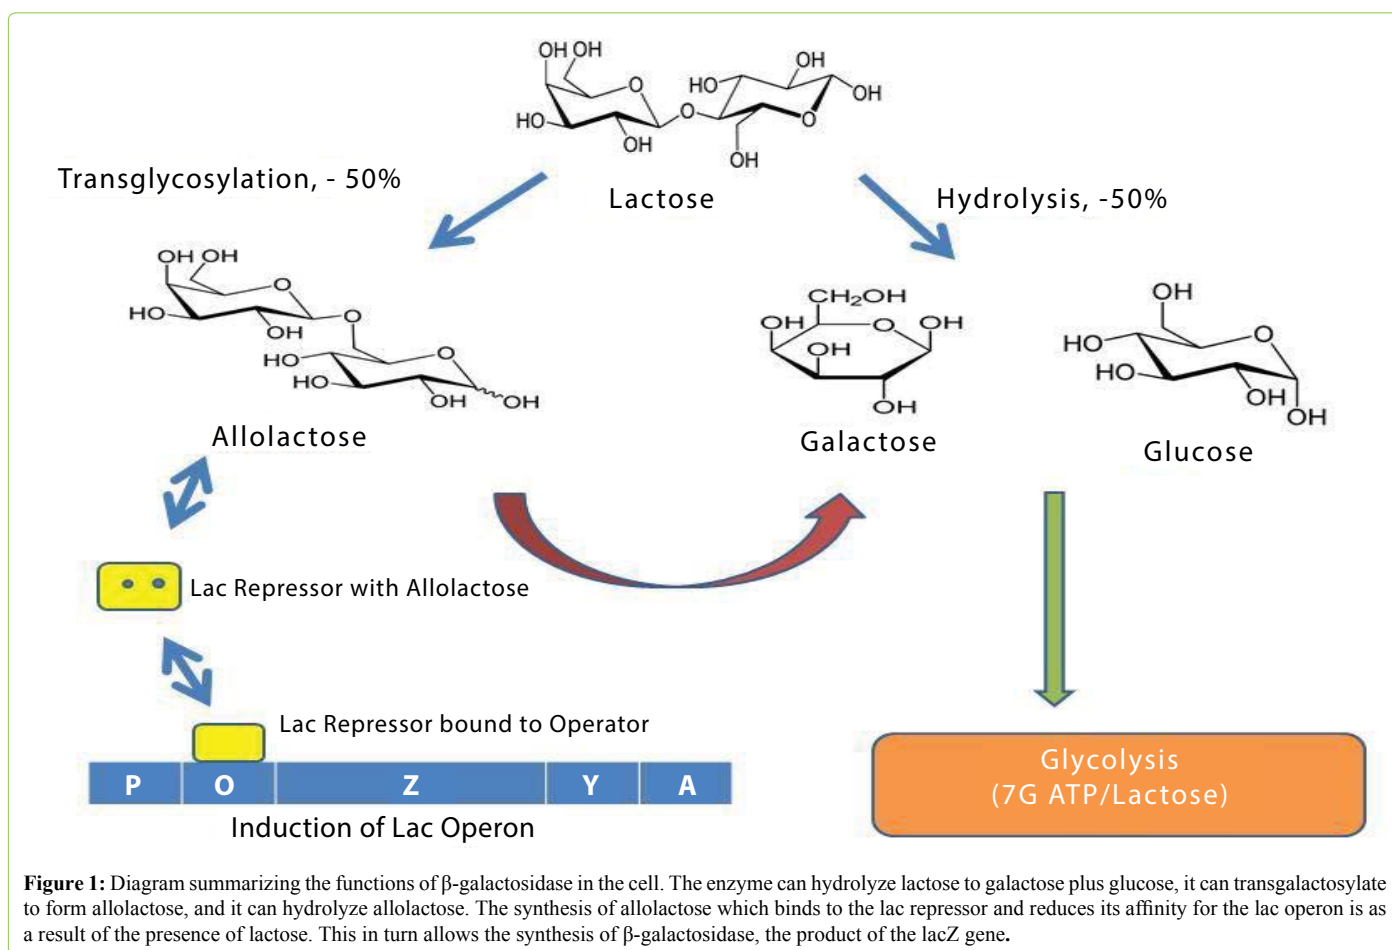 OH OH
O
HO
OH
O
HO
OH
OH
O
OH
Lactose
Transglycosylation, - 50%
Hydrolysis, -50%
OH OH
O
HO
OH
O
HO
HO
O
OH
OH
Allolactose
CH₂OH
OH
O
OH
OH
OH
Galactose
OH
HO
HO
O
OH
OH
Glucose
Lac Repressor with Allolactose
Lac Repressor bound to Operator
P O Z Y A
Induction of Lac Operon
Glycolysis
(7G ATP/Lactose)
Figure 1: Diagram summarizing the functions of β-galactosidase in the cell. The enzyme can hydrolyze lactose to galactose plus glucose, it can transgalactosylate
to form allolactose, and it can hydrolyze allolactose. The synthesis of allolactose which binds to the lac repressor and reduces its affinity for the lac operon is as
a result of the presence of lactose. This in turn allows the synthesis of β-galactosidase, the product of the lacZ gene.